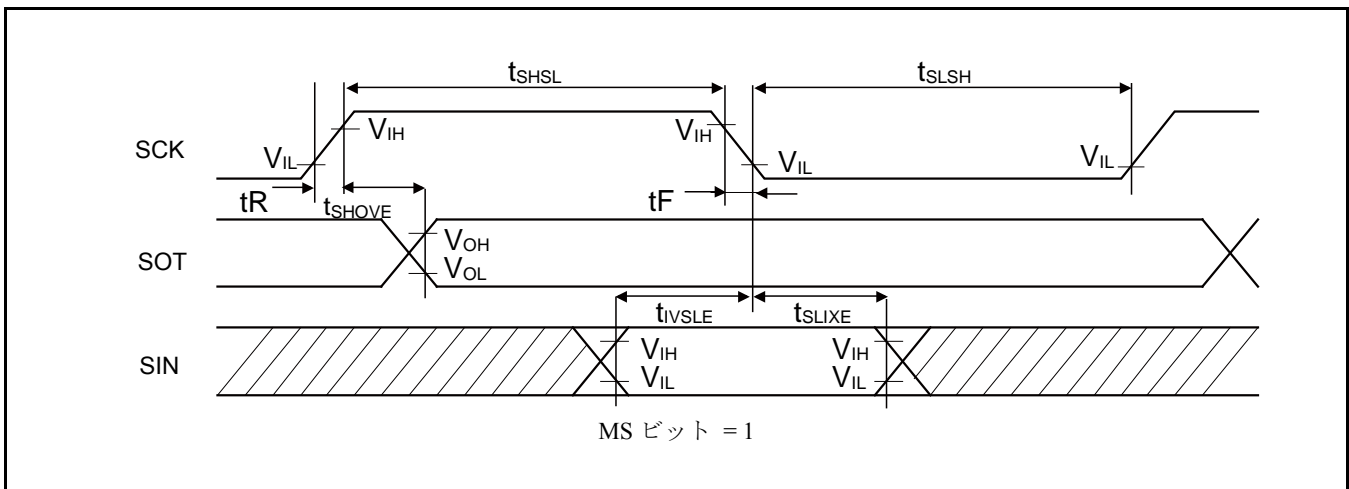 tSHSL
tSLSH
SCK
VIH
VIH
VIL
VIL
VIL
tR
tSHOVE
tF
SOT
VOH
VOL
tIVSLE
tSLIXE
SIN
VIH
VIH
VIL
VIL
MS ビット = 1